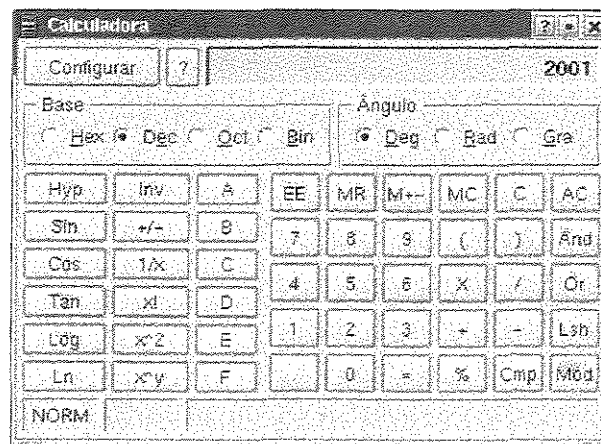 Calculadora ?
Configurar ? 2001
Base Ângulo
Hex Dec Oct Bin Deg Rad Gra
Hyp Inv A EE MR M+- MC C AC
Sin +/- B 7 8 9 ( ) And
Cos 1/x C 4 5 6 X / Or
Tan x! D 1 2 3 + - Lsh
Log x^2 E . 0 = % Cmp Mod
Ln x^y F
NORM